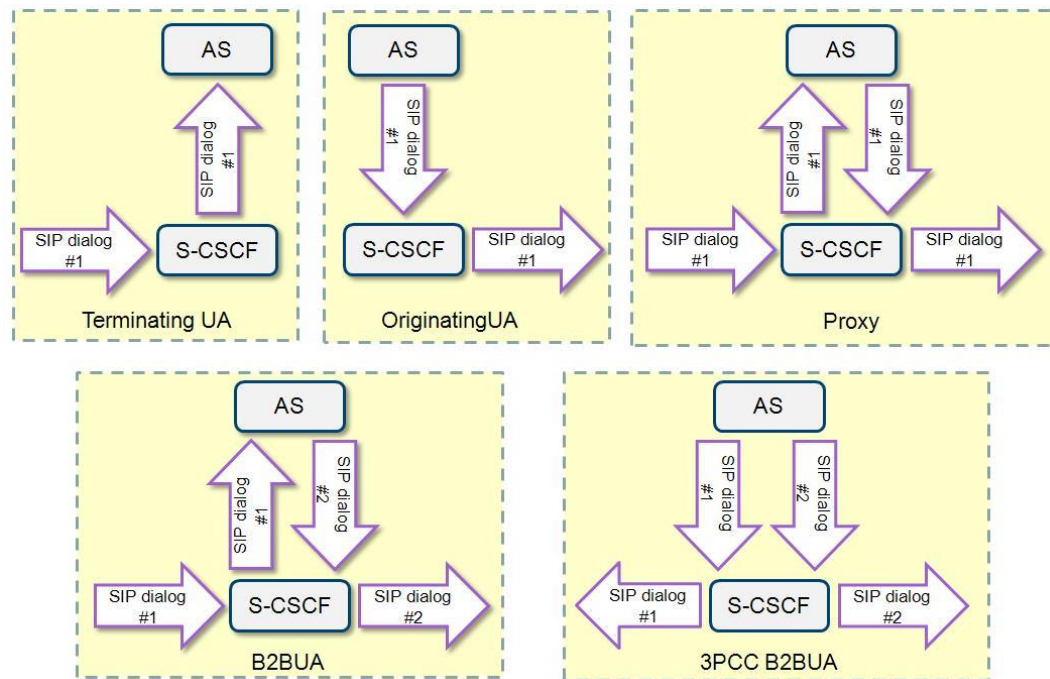 AS
SIP dialog
#1
SIP dialog
#1
S-CSCF
Terminating UA
AS
SIP dialog
#1
S-CSCF
SIP dialog
#1
OriginatingUA
AS
SIP dialog
#1
SIP dialog
#1
SIP dialog
#1
S-CSCF
SIP dialog
#1
Proxy
AS
SIP dialog
#1
SIP dialog
#2
SIP dialog
#1
S-CSCF
SIP dialog
#2
B2BUA
AS
SIP dialog
#1
SIP dialog
#2
SIP dialog
#1
S-CSCF
SIP dialog
#2
3PCC B2BUA